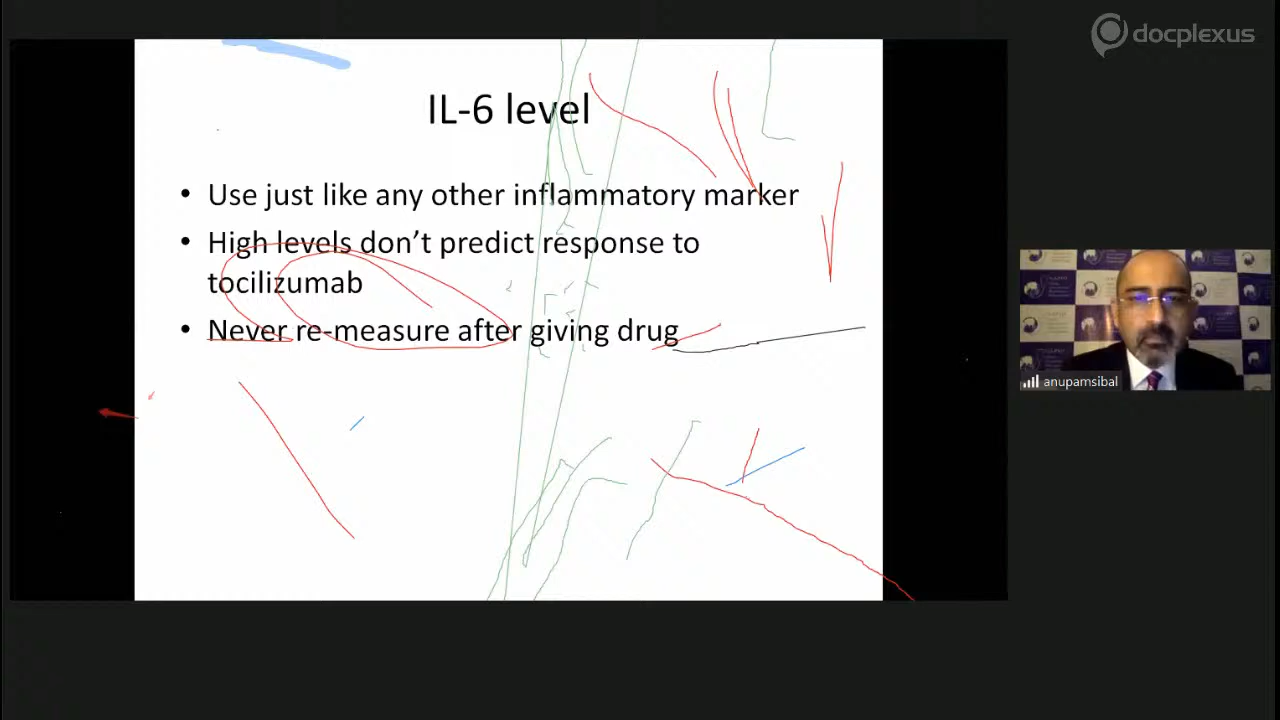 docplexus
IL-6 level
• Use just like any other inflammatory marker
• High levels don't predict response to
tocilizumab
• Never re-measure after giving drug
anupamsibal